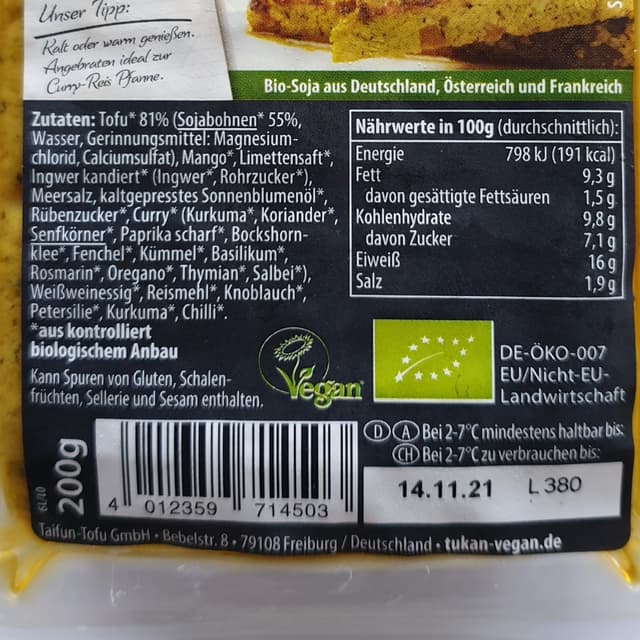 Unser Tipp:
Kalt oder warm genießen.
Angebraten ideal zur
Curry-Reis Pfanne.
Bio-Soja aus Deutschland, Österreich und Frankreich
Zutaten: Tofu* 81% (Sojabohnen* 55%,
Wasser, Gerinnungsmittel: Magnesium-
chlorid, Calciumsulfat), Mango*, Limettensaft*,
Ingwer kandiert* (Ingwer*, Rohrzucker*),
Meersalz, kaltgepresstes Sonnenblumenöl*,
Rübenzucker*, Curry* (Kurkuma*, Koriander*,
Senfkörner*, Paprika scharf*, Bockshorn-
klee*, Fenchel*, Kümmel*, Basilikum*,
Rosmarin*, Oregano*, Thymian*, Salbei*),
Weißweinessig*, Reismehl*, Knoblauch*,
Petersilie*, Kurkuma*, Chilli*.
*aus kontrolliert
biologischem Anbau
Kann Spuren von Gluten, Schalen-
früchten, Sellerie und Sesam enthalten.
Nährwerte in 100g (durchschnittlich):
Energie 798 kJ (191 kcal)
Fett 9,3 g
davon gesättigte Fettsäuren 1,5 g
Kohlenhydrate 9,8 g
davon Zucker 7,1 g
Eiweiß 16 g
Salz 1,9 g
Vegan
DE-ÖKO-007
EU/Nicht-EU-
Landwirtschaft
D A Bei 2-7°C mindestens haltbar bis:
CH Bei 2-7°C zu verbrauchen bis:
14.11.21 L 380
200g
4 012359 714503
Taifun-Tofu GmbH • Bebelstr. 8 • 79108 Freiburg / Deutschland • tukan-vegan.de